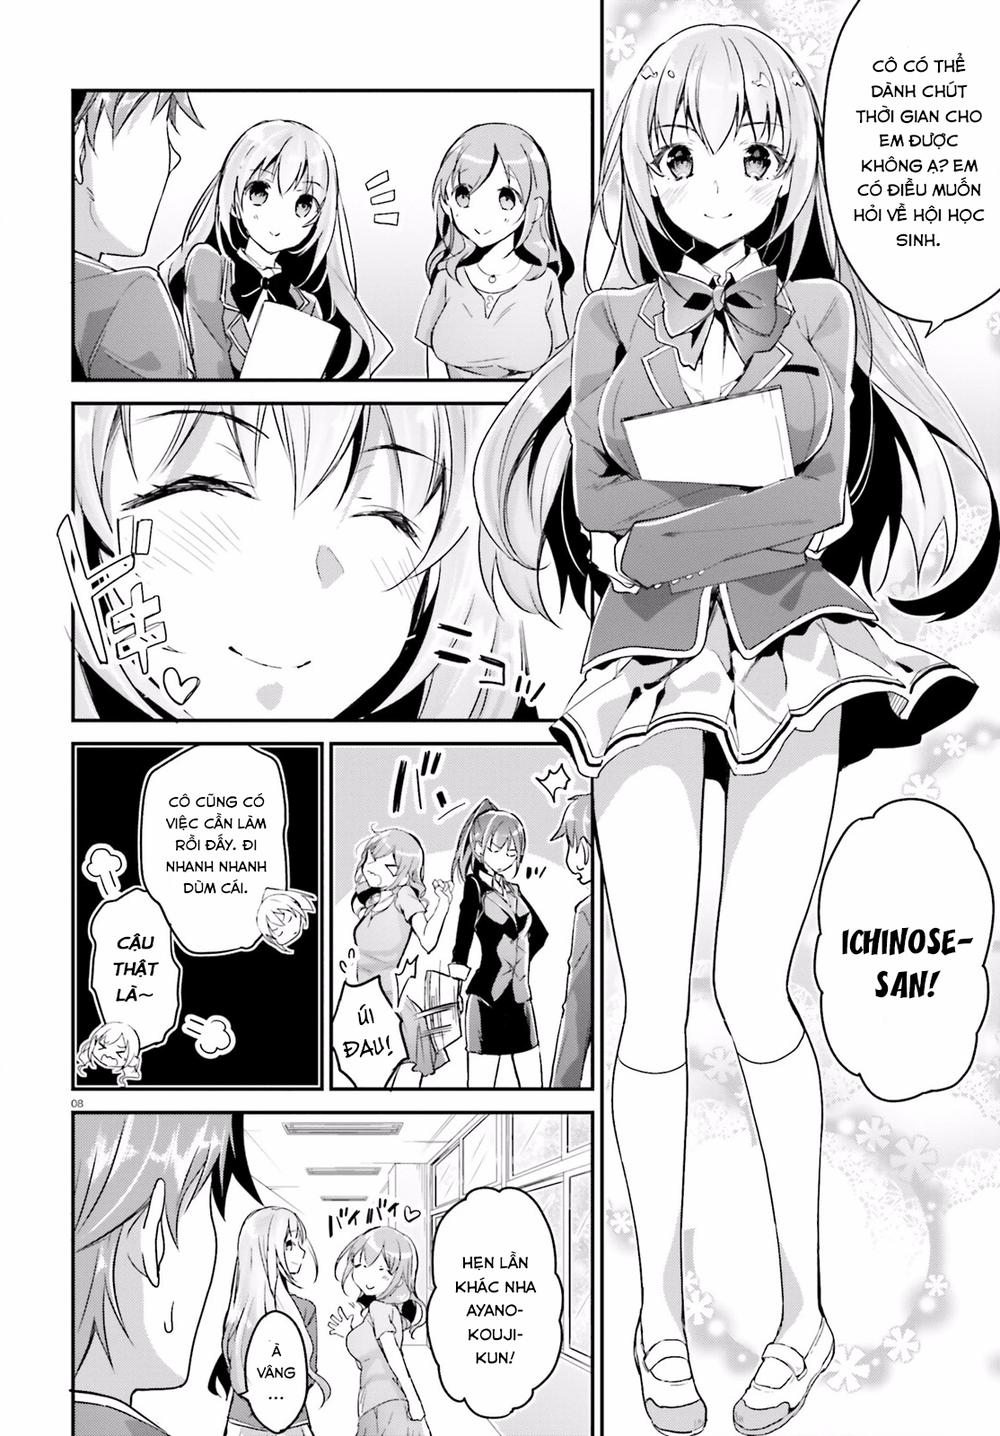 CÔ CÓ THỂ
DÀNH CHÚT
THỜI GIAN CHO
EM ĐƯỢC
KHÔNG Ạ? EM
CÓ ĐIỀU MUỐN
HỎI VỀ HỘI HỌC
SINH.
ICHINOSE-
SAN!
ドキ
ニコッ
ÚI
ĐAU!
CÔ CŨNG CÓ
VIỆC CẦN LÀM
RỒI ĐẤY. ĐI
NHANH NHANH
DÙM CÁI.
CẬU
THẬT
LÀ~
08
バイバイ
HẸN LẦN
KHÁC NHA
AYANO-
KOUJI-
KUN!
À
VÂNG
...